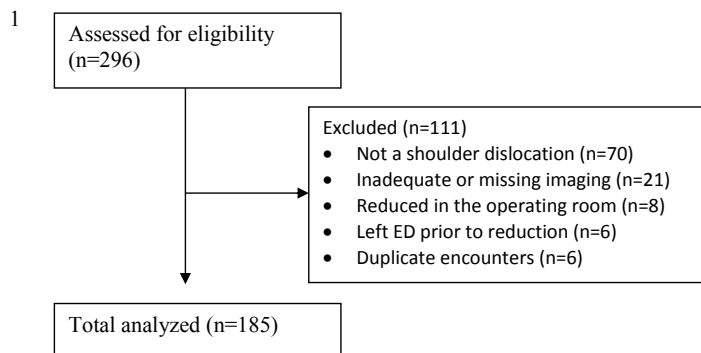 1
Assessed for eligibility
(n=296)
Excluded (n=111)
• Not a shoulder dislocation (n=70)
• Inadequate or missing imaging (n=21)
• Reduced in the operating room (n=8)
• Left ED prior to reduction (n=6)
• Duplicate encounters (n=6)
Total analyzed (n=185)